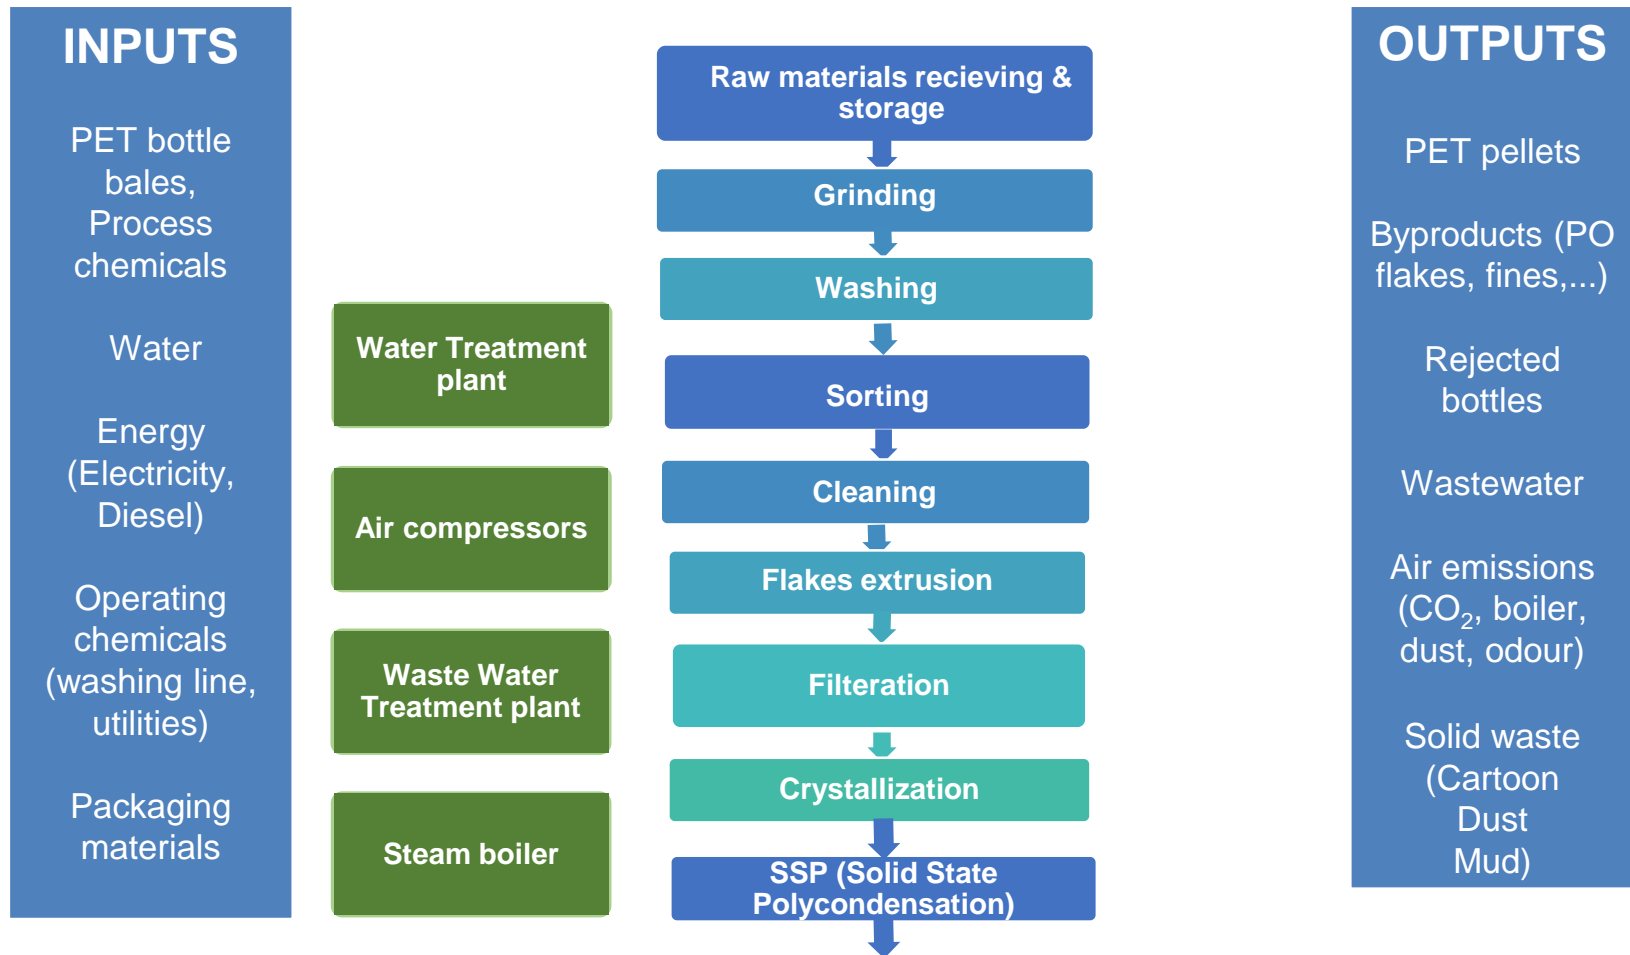 INPUTS
PET bottle
bales,
Process
chemicals
Water
Energy
(Electricity,
Diesel)
Operating
chemicals
(washing line,
utilities)
Packaging
materials
Water Treatment
plant
Air compressors
Waste Water
Treatment plant
Steam boiler
Raw materials recieving &
storage
Grinding
Washing
Sorting
Cleaning
Flakes extrusion
Filteration
Crystallization
SSP (Solid State
Polycondensation)
OUTPUTS
PET pellets
Byproducts (PO
flakes, fines,...)
Rejected
bottles
Wastewater
Air emissions
(CO₂, boiler,
dust, odour)
Solid waste
(Cartoon
Dust
Mud)